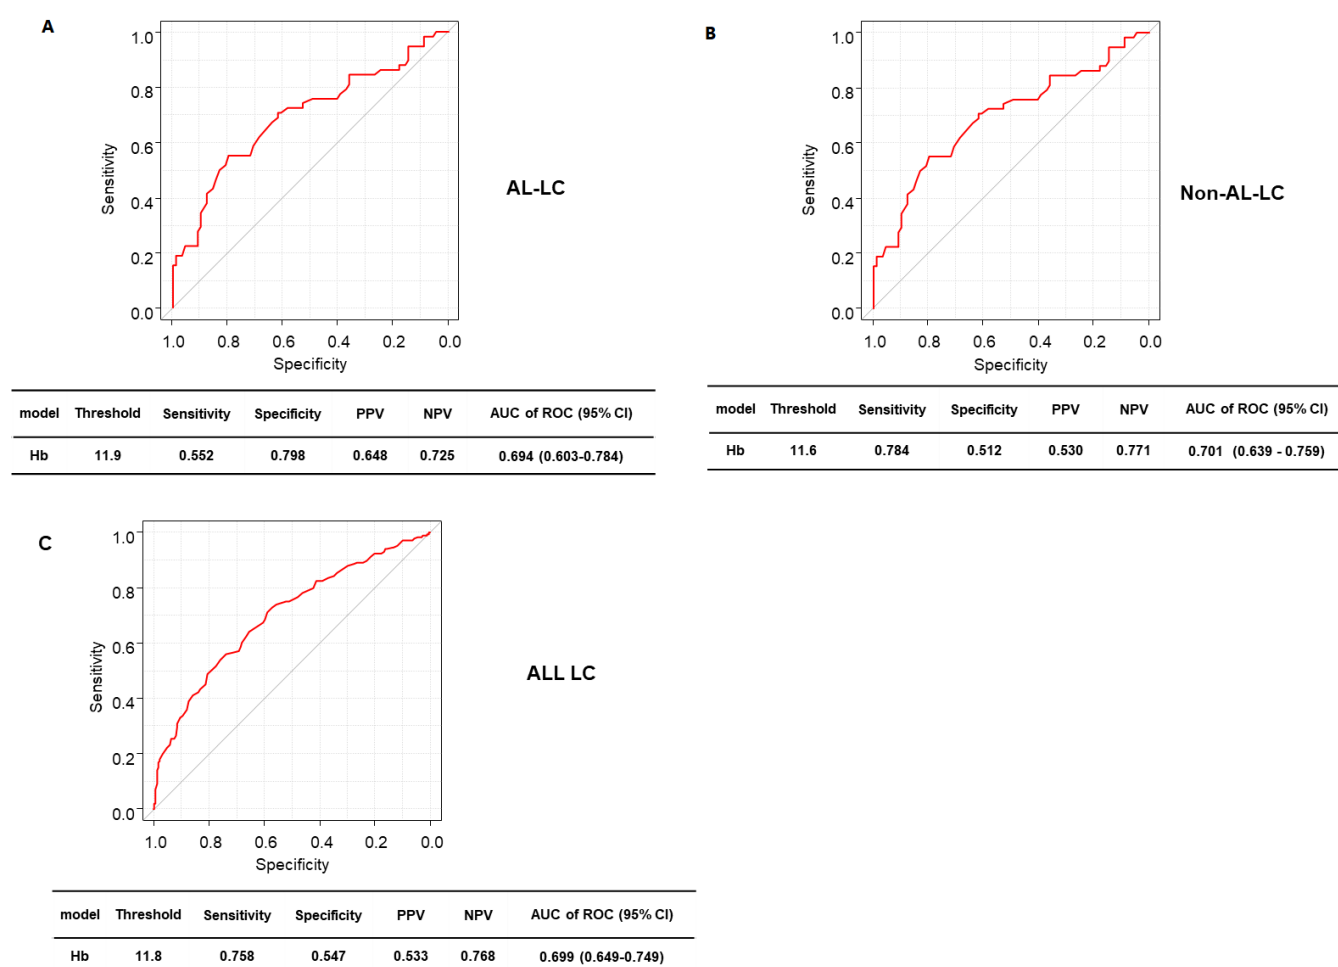 A
1.0
0.8
0.6
0.4
0.2
0.0
Sensitivity
1.0 0.8 0.6 0.4 0.2 0.0
Specificity
AL-LC
model Threshold Sensitivity Specificity PPV NPV AUC of ROC (95% CI)
Hb 11.9 0.552 0.798 0.648 0.725 0.694 (0.603-0.784)
B
1.0
0.8
0.6
0.4
0.2
0.0
Sensitivity
1.0 0.8 0.6 0.4 0.2 0.0
Specificity
Non-AL-LC
model Threshold Sensitivity Specificity PPV NPV AUC of ROC (95% CI)
Hb 11.6 0.784 0.512 0.530 0.771 0.701 (0.639 - 0.759)
C
1.0
0.8
0.6
0.4
0.2
0.0
Sensitivity
1.0 0.8 0.6 0.4 0.2 0.0
Specificity
ALL LC
model Threshold Sensitivity Specificity PPV NPV AUC of ROC (95% CI)
Hb 11.8 0.758 0.547 0.533 0.768 0.699 (0.649-0.749)